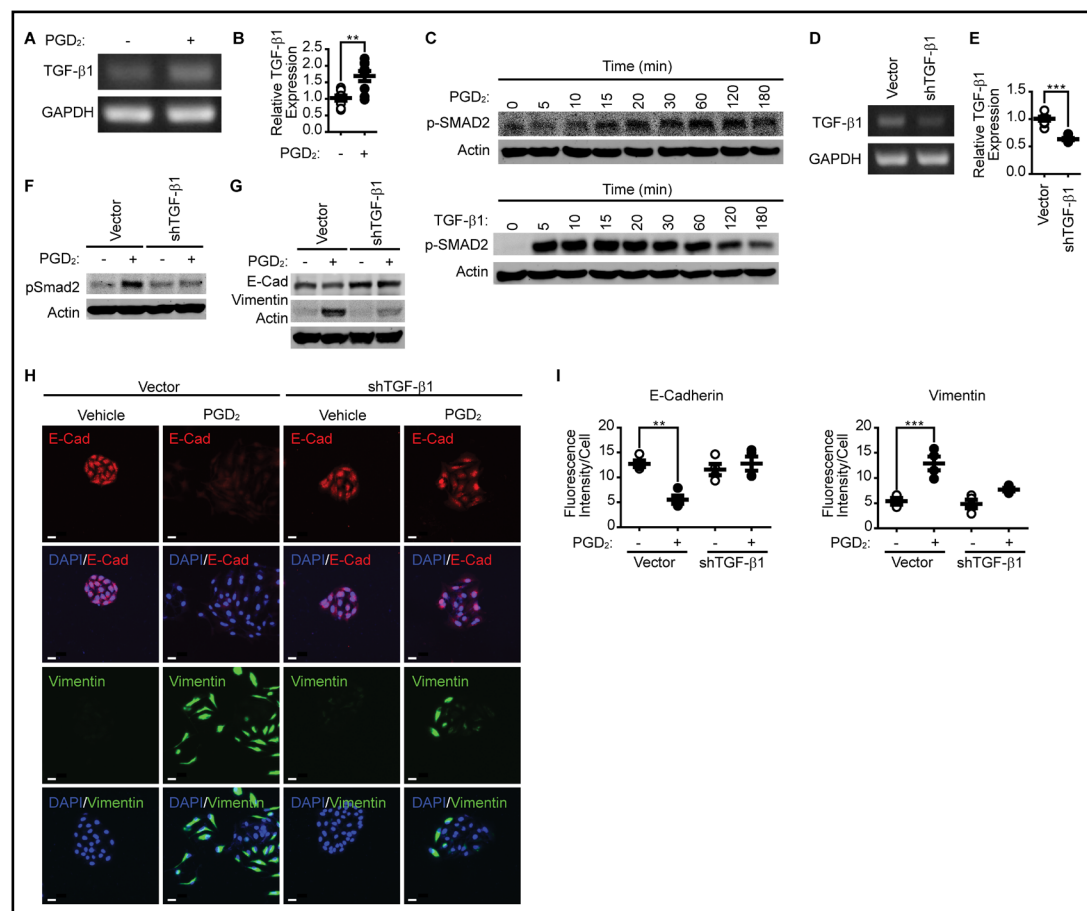 A
PGD₂: - +
TGF-β1
GAPDH
B
Relative TGF-β1
Expression
2.5
2.0
1.5
1.0
0.5
0.0
**
PGD₂: - +
C
Time (min)
PGD₂: 0 5 10 15 20 30 60 120 180
p-SMAD2
Actin
Time (min)
TGF-β1: 0 5 10 15 20 30 60 120 180
p-SMAD2
Actin
D
Vector shTGF-β1
TGF-β1
GAPDH
E
Relative TGF-β1
Expression
1.5
1.0
0.5
0.0
***
Vector shTGF-β1
F
Vector shTGF-β1
PGD₂: - + - +
pSmad2
Actin
G
Vector shTGF-β1
PGD₂: - + - +
E-Cad
Vimentin
Actin
H
Vector shTGF-β1
Vehicle PGD₂ Vehicle PGD₂
E-Cad E-Cad E-Cad E-Cad
DAPI/E-Cad DAPI/E-Cad DAPI/E-Cad DAPI/E-Cad
Vimentin Vimentin Vimentin Vimentin
DAPI/Vimentin DAPI/Vimentin DAPI/Vimentin DAPI/Vimentin
I
E-Cadherin
Fluorescence
Intensity/Cell
20
15
10
5
0
**
PGD₂: - + - +
Vector shTGF-β1
Vimentin
Fluorescence
Intensity/Cell
20
15
10
5
0
***
PGD₂: - + - +
Vector shTGF-β1